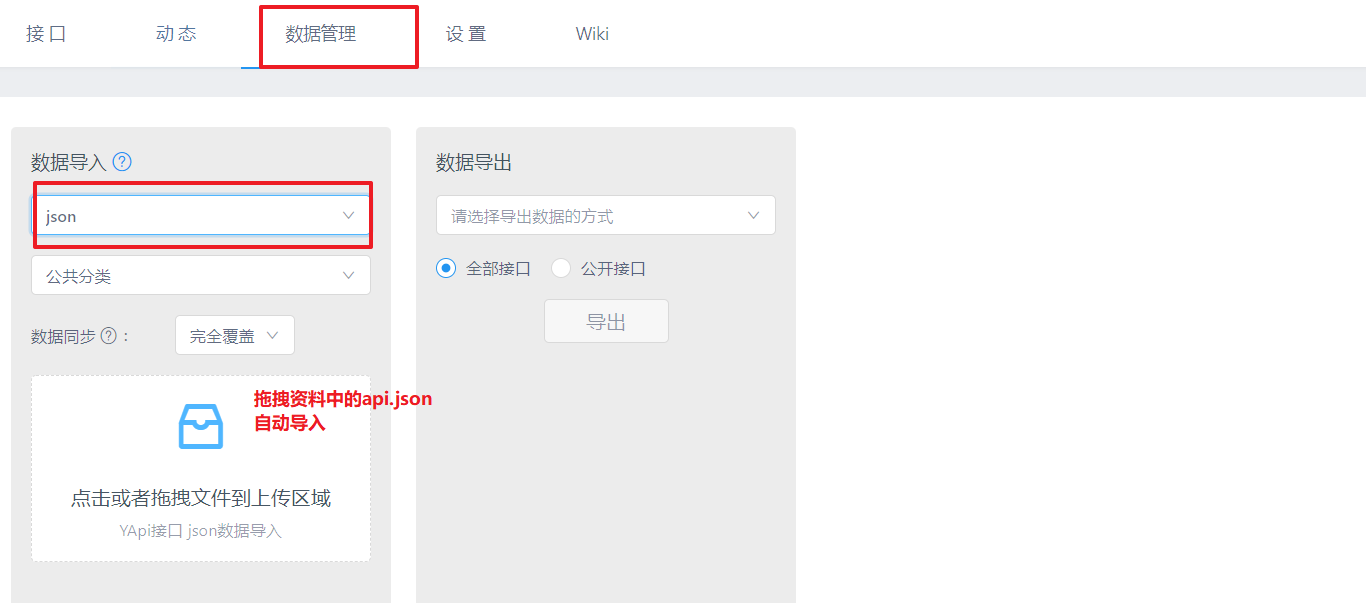 接 口
动 态
数据管理
设 置
Wiki
数据导入 ?
json
公共分类
数据同步 ? :
完全覆盖
拖拽资料中的api.json
自动导入
点击或者拖拽文件到上传区域
YApi接口 json数据导入
数据导出
请选择导出数据的方式
全部接口
公开接口
导出